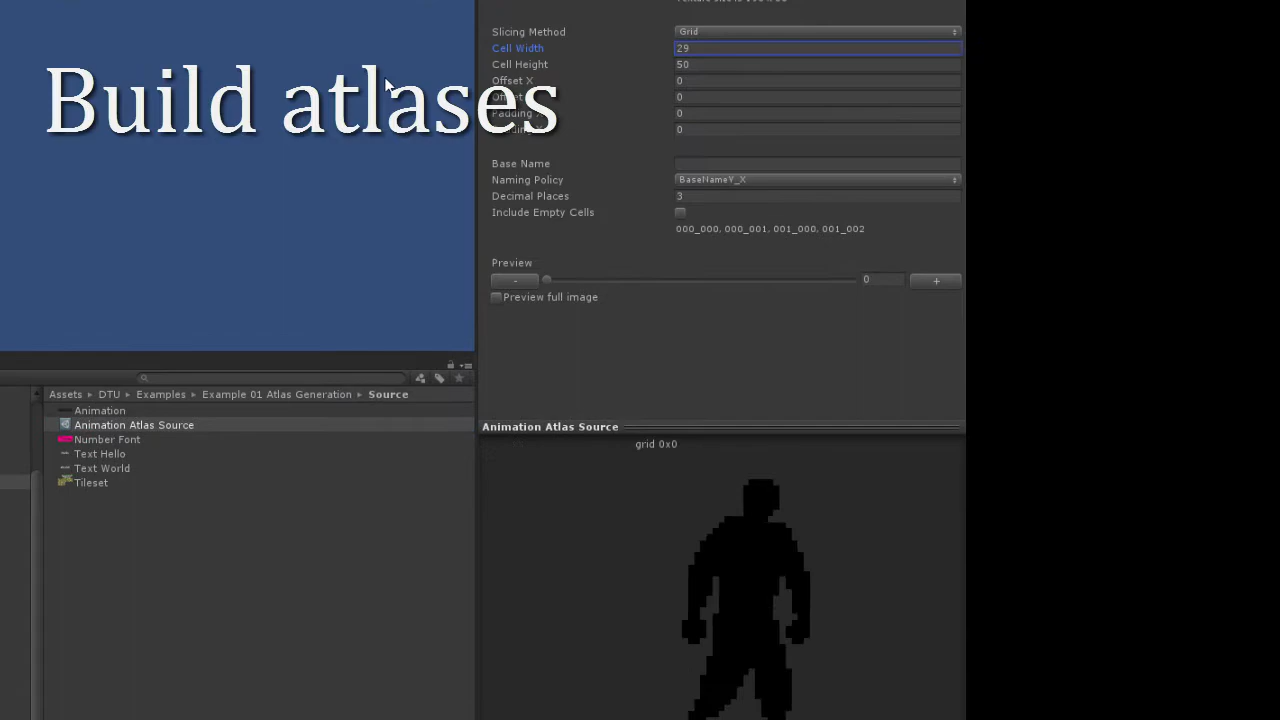 Slicing Method Grid
Cell Width 29
Cell Height 50
Offset X 0
0
Padding X 0
0
Build atlases
Base Name
Naming Policy BaseNameY_X
Decimal Places 3
Include Empty Cells
000_000, 000_001, 001_000, 001_002
Preview
- 0 +
Preview full image
Assets ▸ DTU ▸ Examples ▸ Example 01 Atlas Generation ▸ Source
Animation
Animation Atlas Source
Number Font
Text Hello
Text World
Tileset
Animation Atlas Source
grid 0x0